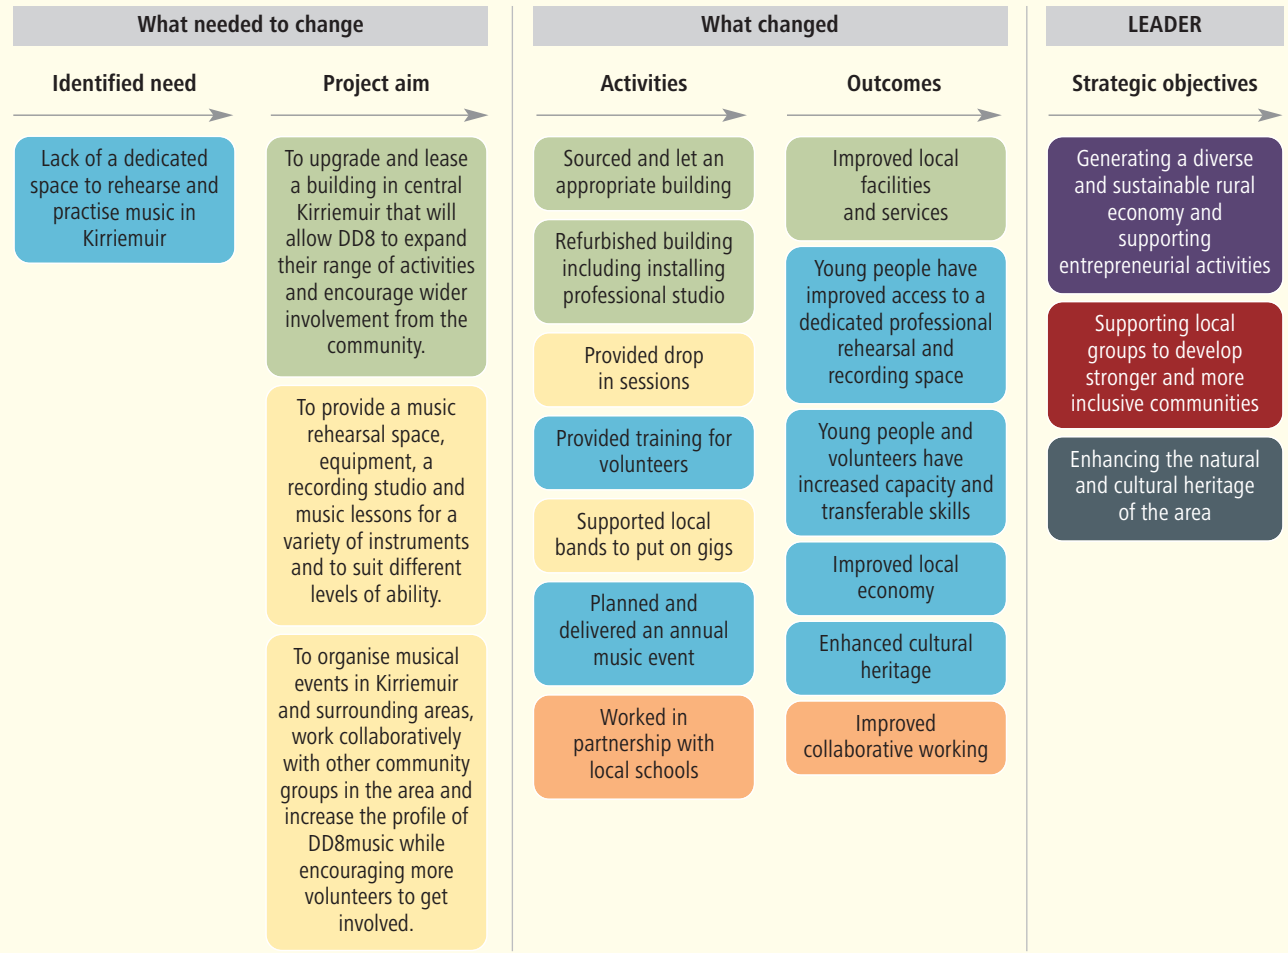 What needed to change
What changed
LEADER
Identified need
Project aim
Activities
Outcomes
Strategic objectives
Lack of a dedicated
space to rehearse and
practise music in
Kirriemuir
To upgrade and lease
a building in central
Kirriemuir that will
allow DD8 to expand
their range of activities
and encourage wider
involvement from the
community.
To provide a music
rehearsal space,
equipment, a
recording studio and
music lessons for a
variety of instruments
and to suit different
levels of ability.
To organise musical
events in Kirriemuir
and surrounding areas,
work collaboratively
with other community
groups in the area and
increase the profile of
DD8music while
encouraging more
volunteers to get
involved.
Sourced and let an
appropriate building
Refurbished building
including installing
professional studio
Provided drop
in sessions
Provided training for
volunteers
Supported local
bands to put on gigs
Planned and
delivered an annual
music event
Worked in
partnership with
local schools
Improved local
facilities
and services
Young people have
improved access to a
dedicated professional
rehearsal and
recording space
Young people and
volunteers have
increased capacity and
transferable skills
Improved local
economy
Enhanced cultural
heritage
Improved
collaborative working
Generating a diverse
and sustainable rural
economy and
supporting
entrepreneurial activities
Supporting local
groups to develop
stronger and more
inclusive communities
Enhancing the natural
and cultural heritage
of the area